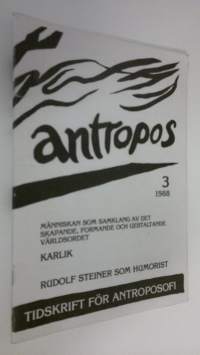 antropos
3
1988
MÄNNISKAN SOM SAMKLANG AV DET
SKAPANDE, FORMANDE OCH GESTALTANDE
VÄRLDSORDET
KARLIK
RUDOLF STEINER SOM HUMORIST
TIDSKRIFT FÖR ANTROPOSOFI